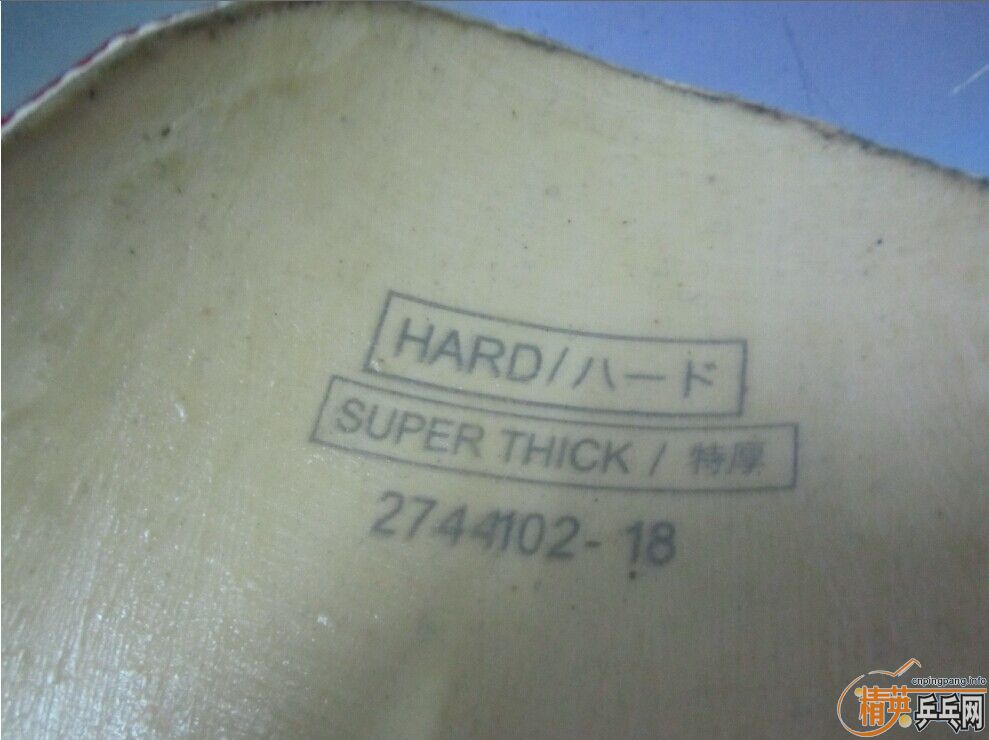 HARD/ハード
SUPER THICK / 特厚
2744102- 18
cnpingpang.info
精英乒乓网